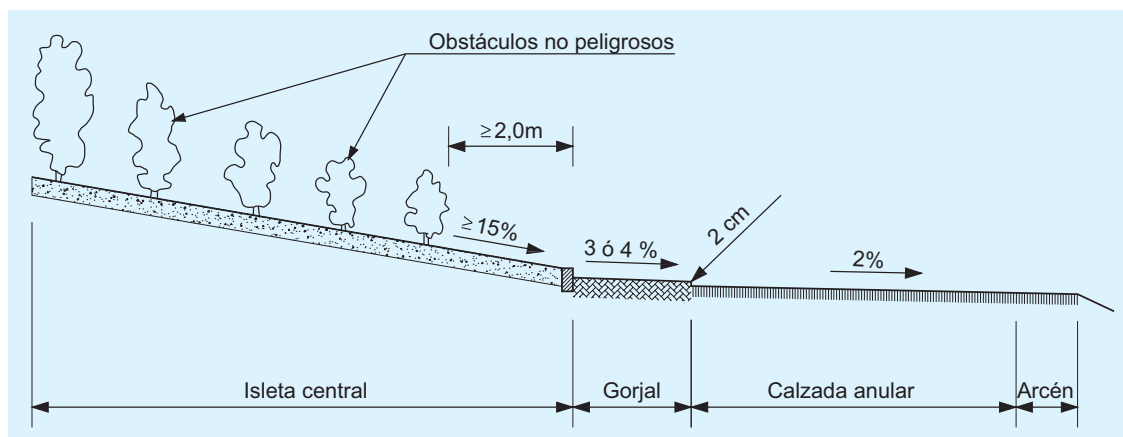 Obstáculos no peligrosos
≥2,0m
≥15%
3 ó 4 %
2 cm
2%
Isleta central
Gorjal
Calzada anular
Arcén